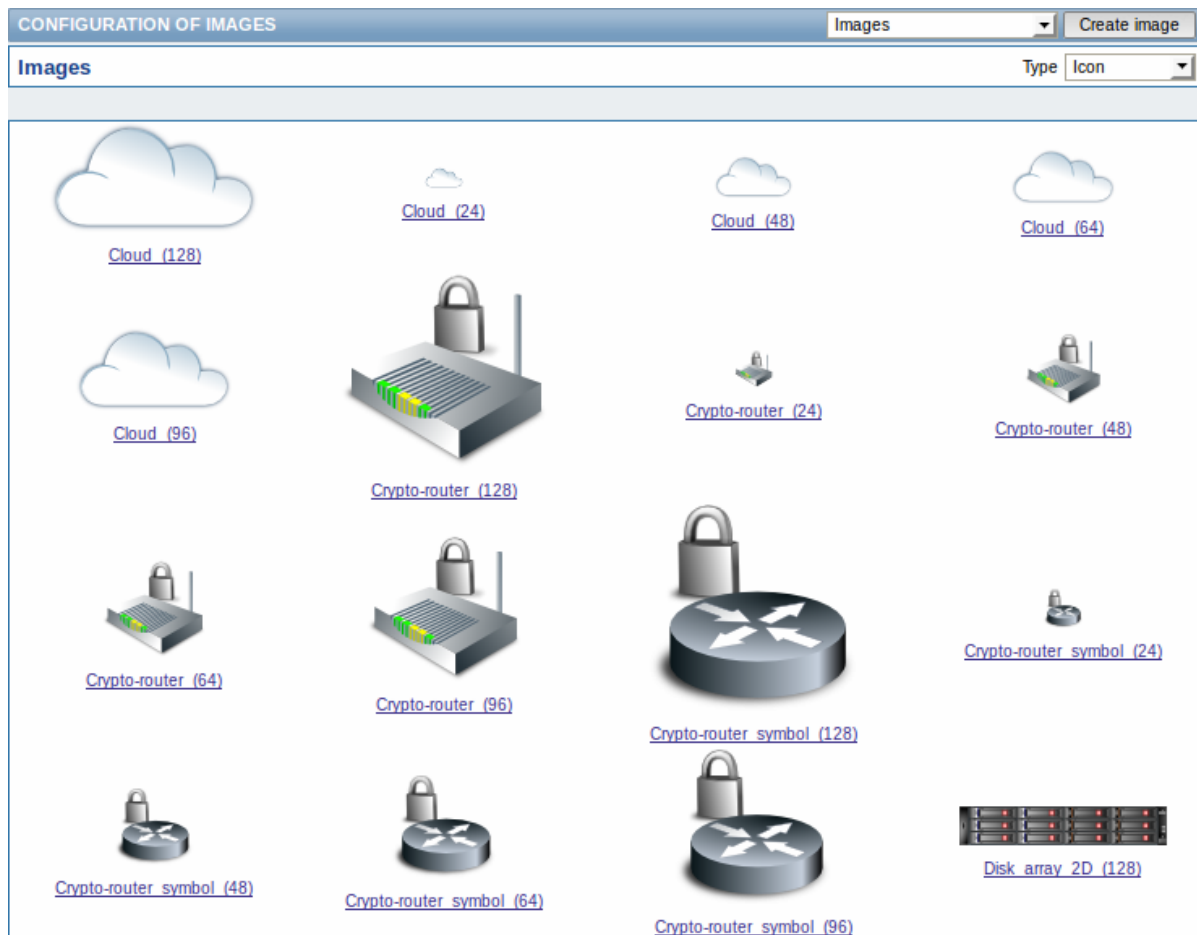 CONFIGURATION OF IMAGES Images Create image
Images Type Icon
Cloud_(128) Cloud_(24) Cloud_(48) Cloud_(64)
Cloud_(96) Crypto-router_(128) Crypto-router_(24) Crypto-router_(48)
Crypto-router_(64) Crypto-router_(96) Crypto-router_symbol_(128) Crypto-router_symbol_(24)
Crypto-router_symbol_(48) Crypto-router_symbol_(64) Crypto-router_symbol_(96) Disk_array_2D_(128)